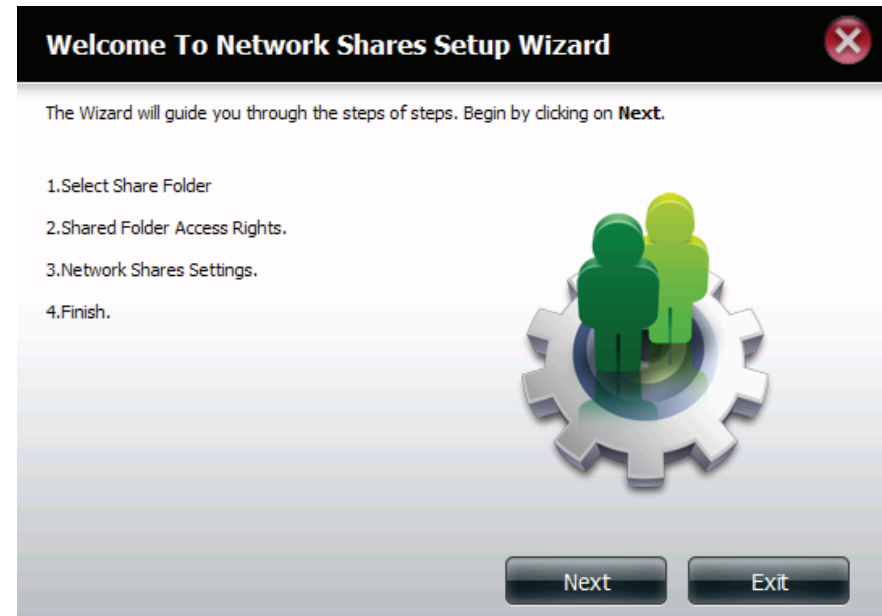 Welcome To Network Shares Setup Wizard
The Wizard will guide you through the steps of steps. Begin by clicking on Next.
1.Select Share Folder
2.Shared Folder Access Rights.
3.Network Shares Settings.
4.Finish.
Next
Exit